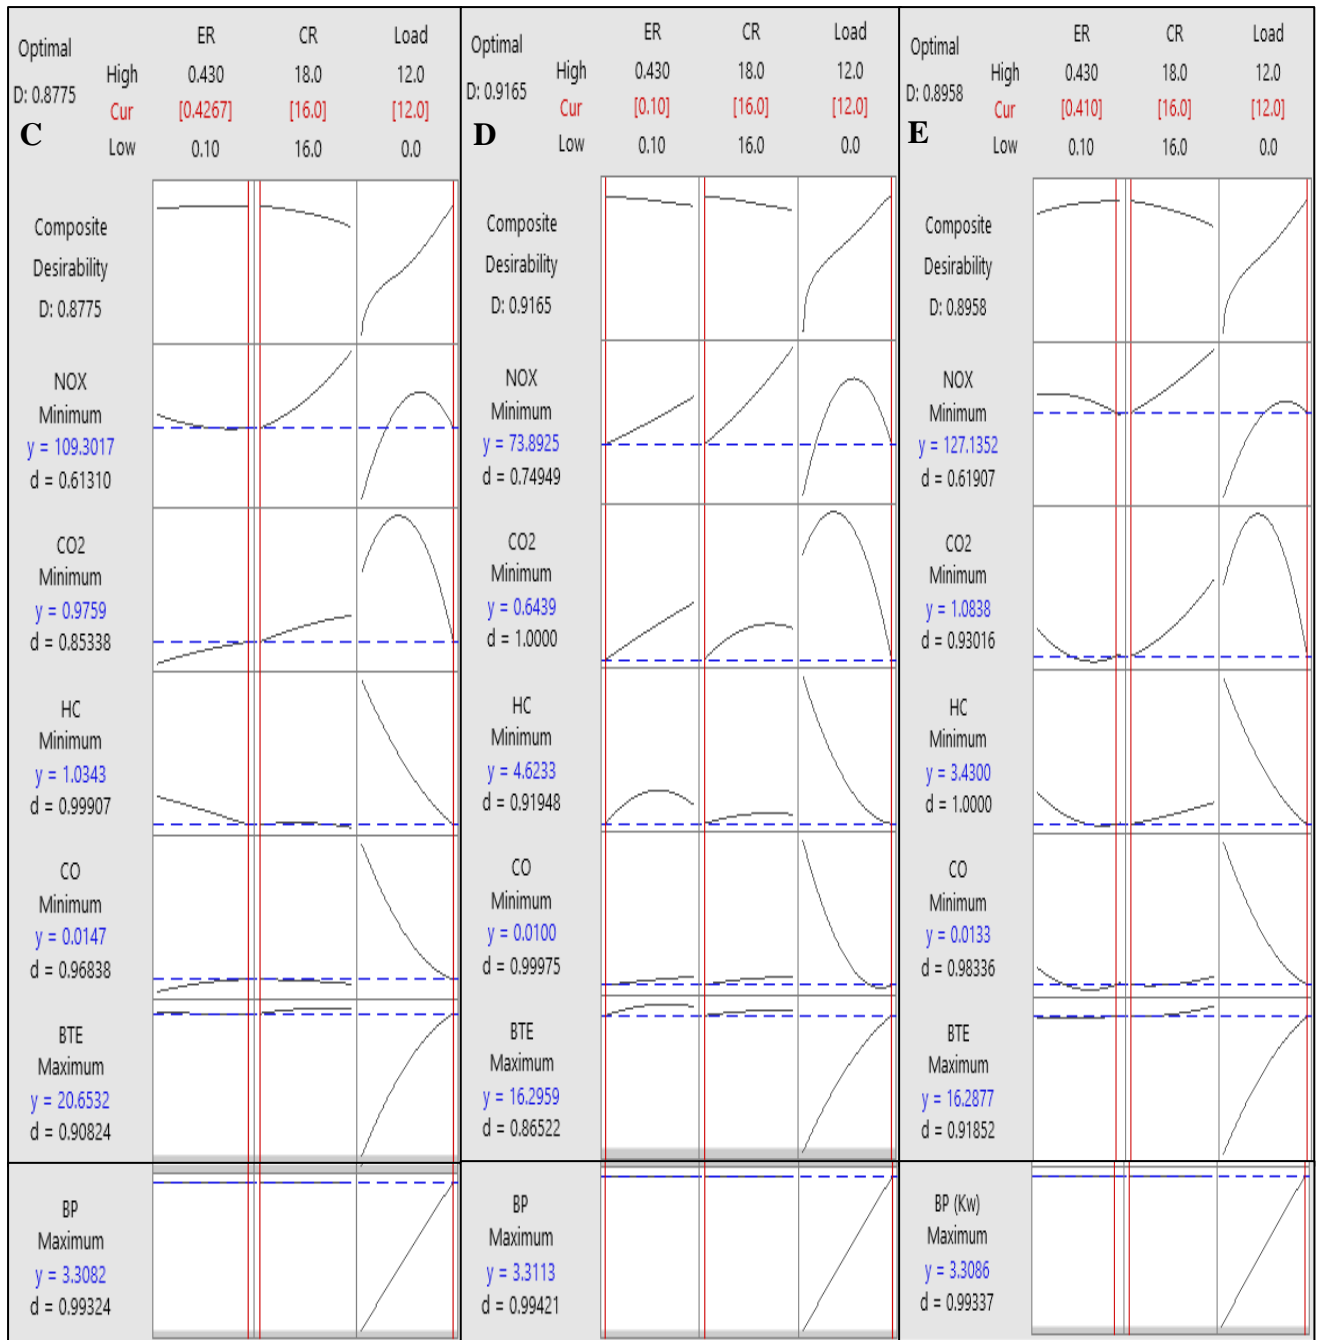 Optimal
D: 0.8775
C
ER CR Load
High 0.430 18.0 12.0
Cur [0.4267] [16.0] [12.0]
Low 0.10 16.0 0.0
Composite
Desirability
D: 0.8775
NOX
Minimum
y = 109.3017
d = 0.61310
CO2
Minimum
y = 0.9759
d = 0.85338
HC
Minimum
y = 1.0343
d = 0.99907
CO
Minimum
y = 0.0147
d = 0.96838
BTE
Maximum
y = 20.6532
d = 0.90824
BP
Maximum
y = 3.3082
d = 0.99324
Optimal
D: 0.9165
D
ER CR Load
High 0.430 18.0 12.0
Cur [0.10] [16.0] [12.0]
Low 0.10 16.0 0.0
Composite
Desirability
D: 0.9165
NOX
Minimum
y = 73.8925
d = 0.74949
CO2
Minimum
y = 0.6439
d = 1.0000
HC
Minimum
y = 4.6233
d = 0.91948
CO
Minimum
y = 0.0100
d = 0.99975
BTE
Maximum
y = 16.2959
d = 0.86522
BP
Maximum
y = 3.3113
d = 0.99421
Optimal
D: 0.8958
E
ER CR Load
High 0.430 18.0 12.0
Cur [0.410] [16.0] [12.0]
Low 0.10 16.0 0.0
Composite
Desirability
D: 0.8958
NOX
Minimum
y = 127.1352
d = 0.61907
CO2
Minimum
y = 1.0838
d = 0.93016
HC
Minimum
y = 3.4300
d = 1.0000
CO
Minimum
y = 0.0133
d = 0.98336
BTE
Maximum
y = 16.2877
d = 0.91852
BP (Kw)
Maximum
y = 3.3086
d = 0.99337